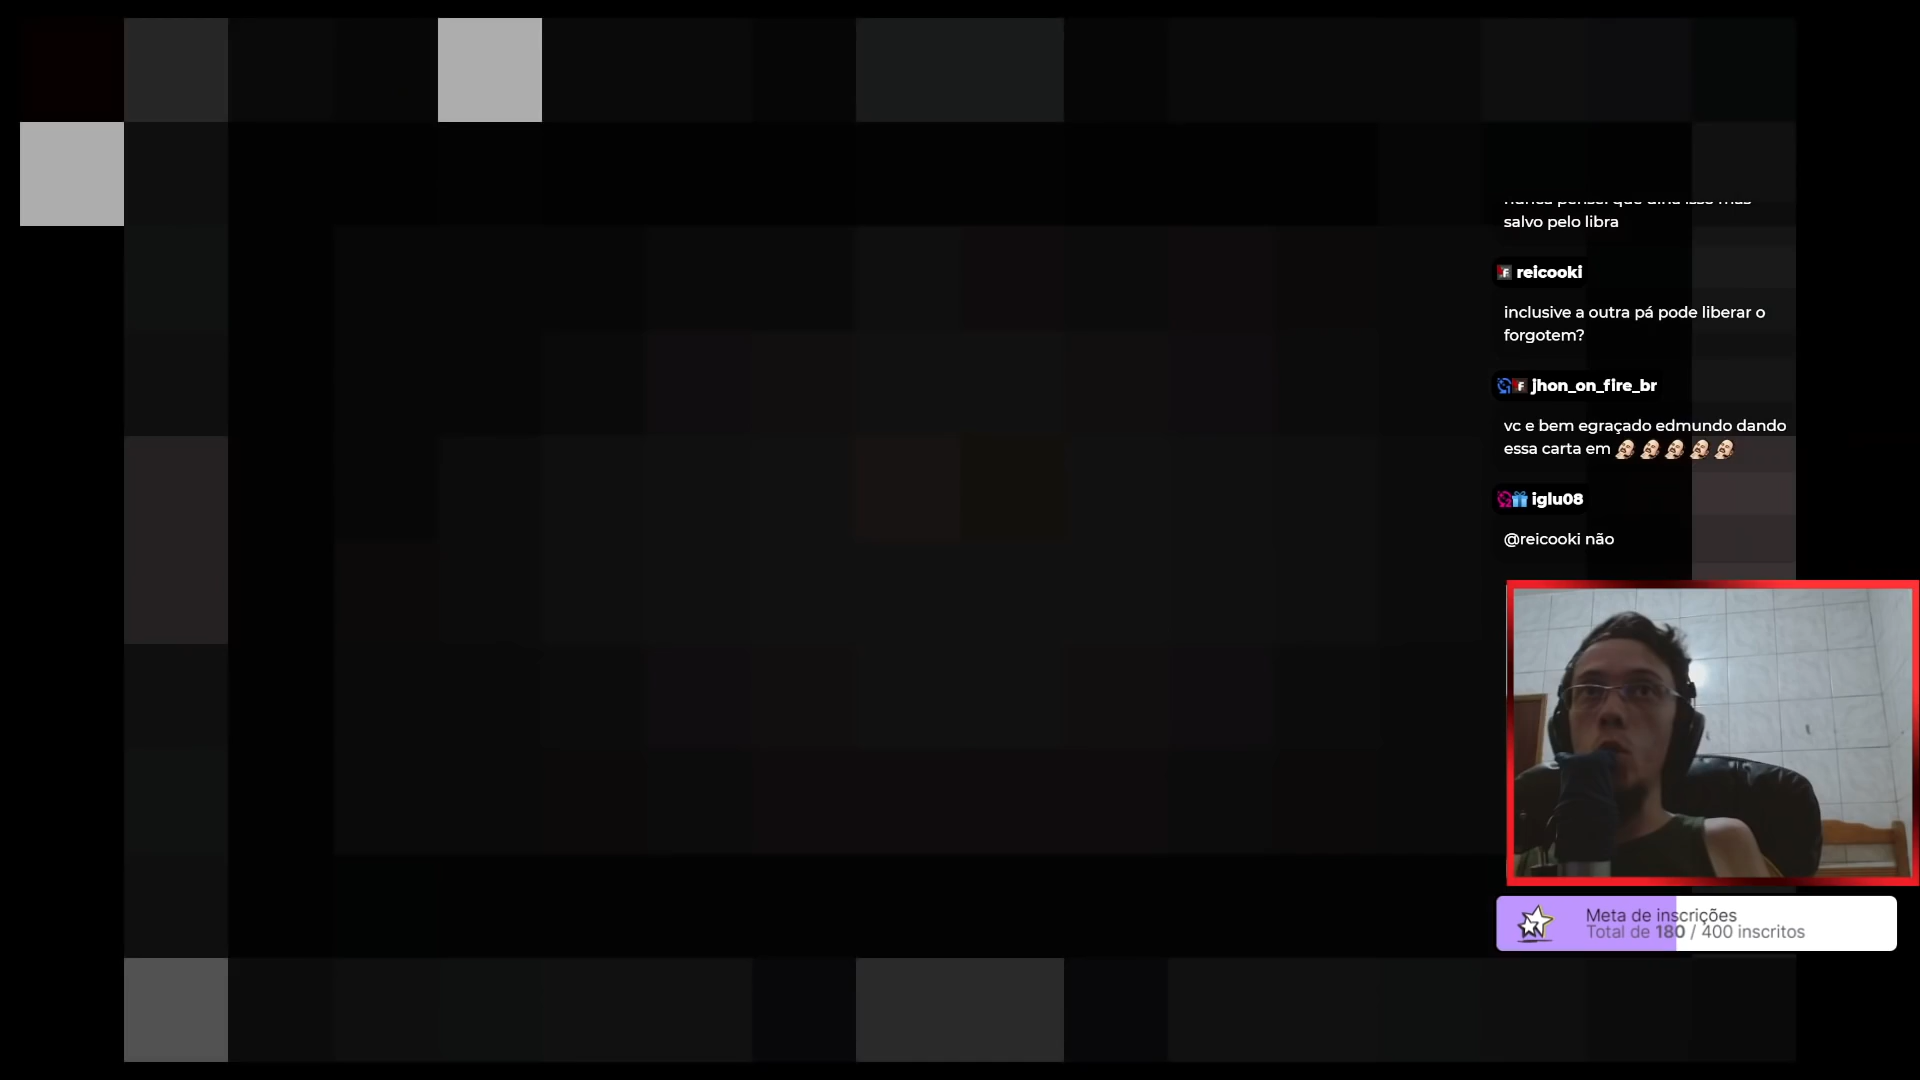 salvo pelo libra
reicooki
inclusive a outra pá pode liberar o
forgotem?
jhon_on_fire_br
vc e bem egraçado edmundo dando
essa carta em
iglu08
@reicooki não
Meta de inscrições
Total de 180 / 400 inscritos